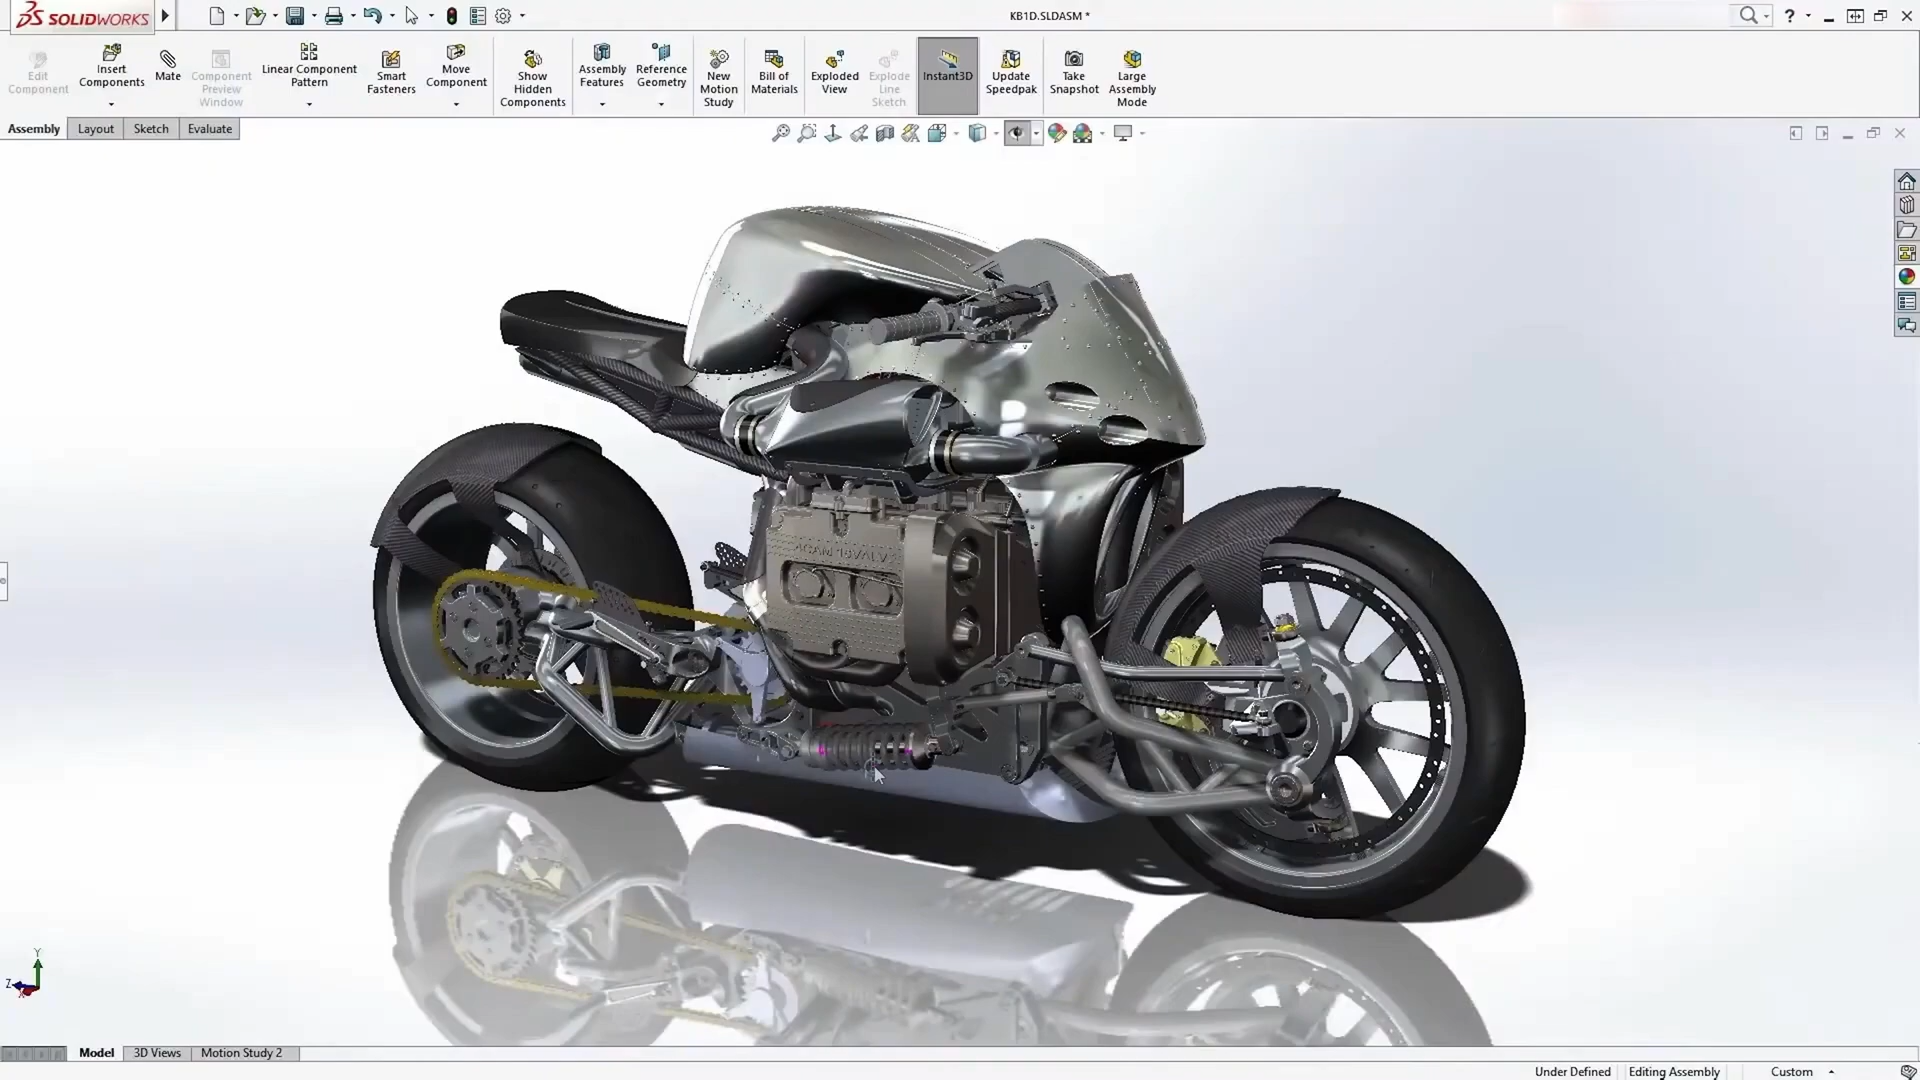 SOLIDWORKS
KB1D.SLDASM *
?
Edit
Component
Insert
Components
Mate
Component
Preview
Window
Linear Component
Pattern
Smart
Fasteners
Move
Component
Show
Hidden
Components
Assembly
Features
Reference
Geometry
New
Motion
Study
Bill of
Materials
Exploded
View
Explode
Line
Sketch
Instant3D
Update
Speedpak
Take
Snapshot
Large
Assembly
Mode
Assembly Layout Sketch Evaluate
Y
Z
X
Model 3D Views Motion Study 2
Under Defined Editing Assembly Custom